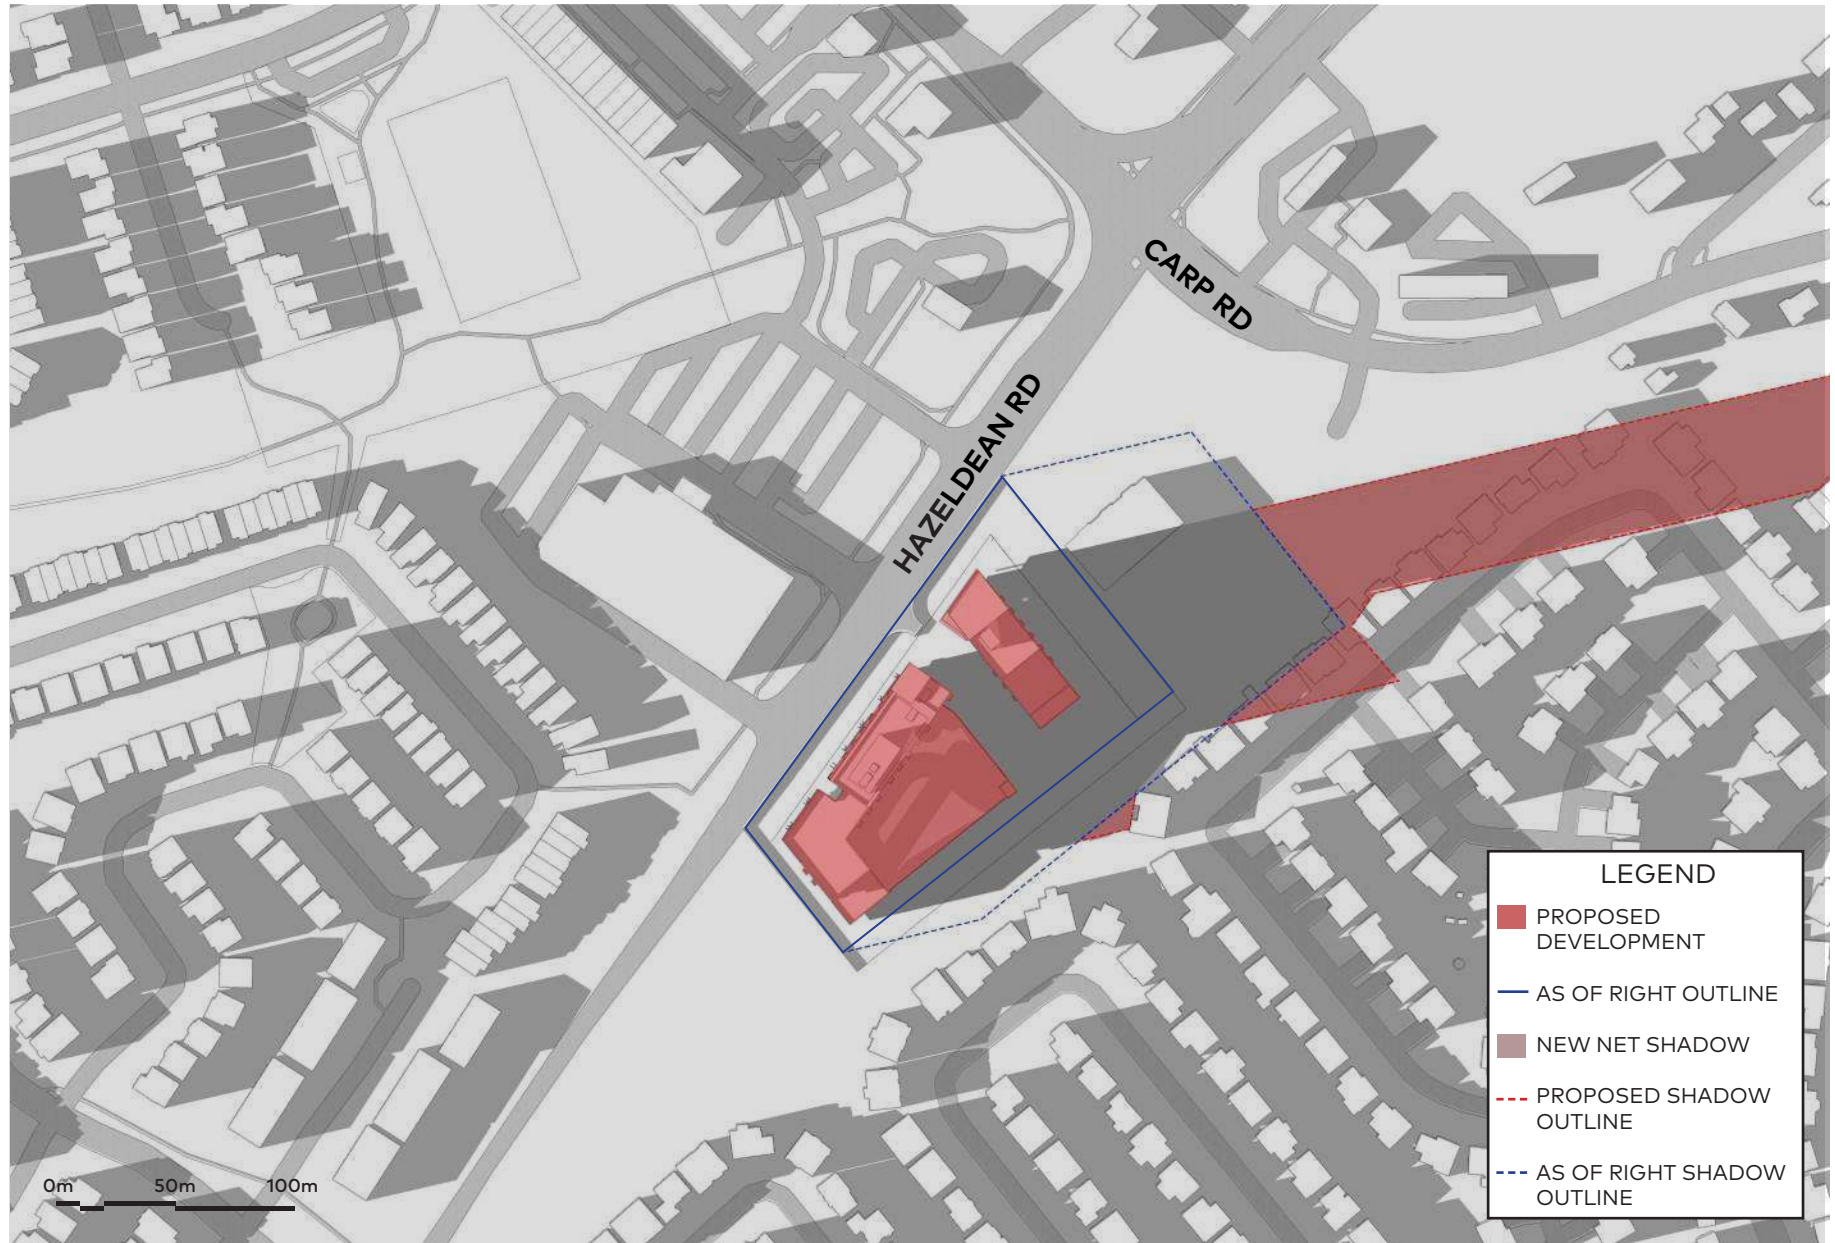 CARP RD
HAZELDEAN RD
LEGEND
PROPOSED
DEVELOPMENT
AS OF RIGHT OUTLINE
NEW NET SHADOW
PROPOSED SHADOW
OUTLINE
AS OF RIGHT SHADOW
OUTLINE
0m 50m 100m